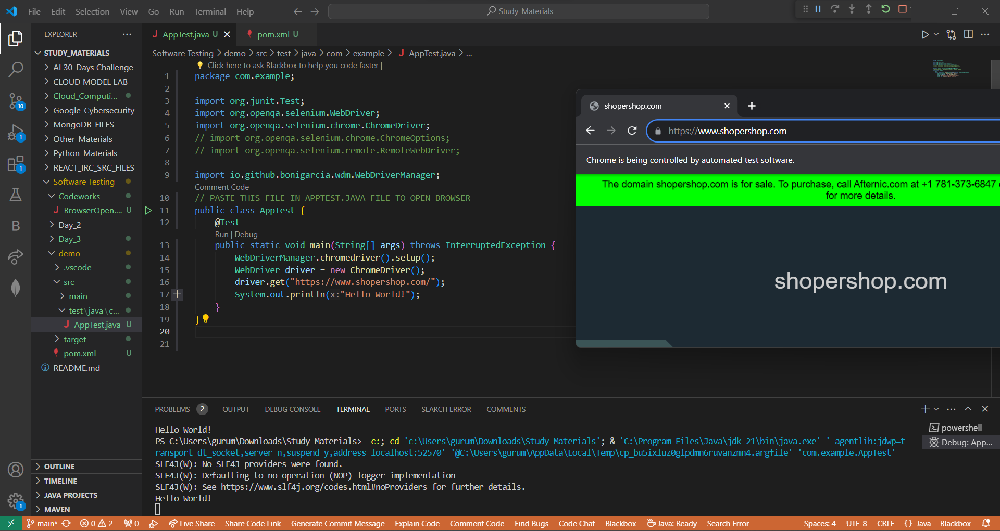 File Edit Selection View Go Run Terminal Help
Study_Materials
EXPLORER
STUDY_MATERIALS
AI 30_Days Challenge
CLOUD MODEL LAB
Cloud_Computi...
Google_Cybersecurity
MongoDB_FILES
Other_Materials
Python_Materials
REACT_IRC_SRC_FILES
Software Testing
Codeworks
J BrowserOpen.... U
Day_2
Day_3
demo
.vscode
src
main
test\java\c...
J AppTest.java U
target
pom.xml U
README.md
OUTLINE
TIMELINE
JAVA PROJECTS
MAVEN
10
1
1
B
1
J AppTest.java U
pom.xml U
Software Testing > demo > src > test > java > com > example > J AppTest.java > ...
Click here to ask Blackbox to help you code faster |
1 package com.example;
2
3 import org.junit.Test;
4 import org.openqa.selenium.WebDriver;
5 import org.openqa.selenium.chrome.ChromeDriver;
6 // import org.openqa.selenium.chrome.ChromeOptions;
7 // import org.openqa.selenium.remote.RemoteWebDriver;
8
9 import io.github.bonigarcia.wdm.WebDriverManager;
Comment Code
10 // PASTE THIS FILE IN APPTEST.JAVA FILE TO OPEN BROWSER
11 public class AppTest {
12 @Test
Run | Debug
13 public static void main(String[] args) throws InterruptedException {
14 WebDriverManager.chromedriver().setup();
15 WebDriver driver = new ChromeDriver();
16 driver.get("https://www.shopershop.com/");
17 System.out.println(x:"Hello World!");
18 }
19 }
20
21
shopershop.com
https://www.shopershop.com
Chrome is being controlled by automated test software.
The domain shopershop.com is for sale. To purchase, call Afternic.com at +1 781-373-6847
for more details.
shopershop.com
PROBLEMS 2 OUTPUT DEBUG CONSOLE TERMINAL PORTS SEARCH ERROR COMMENTS
Hello World!
PS C:\Users\gurum\Downloads\Study_Materials> c:; cd 'c:\Users\gurum\Downloads\Study_Materials'; & 'C:\Program Files\Java\jdk-21\bin\java.exe' '-agentlib:jdwp=t
ransport=dt_socket,server=n,suspend=y,address=localhost:52570' '@C:\Users\gurum\AppData\Local\Temp\cp_bu5ixluz0glpdmn6ruvanzmn4.argfile' 'com.example.AppTest'
SLF4J(W): No SLF4J providers were found.
SLF4J(W): Defaulting to no-operation (NOP) logger implementation
SLF4J(W): See https://www.slf4j.org/codes.html#noProviders for further details.
Hello World!
powershell
Debug: App...
main* 0 2 0 Live Share Share Code Link Generate Commit Message Explain Code Comment Code Find Bugs Code Chat Blackbox Java: Ready Search Error Spaces: 4 UTF-8 CRLF {} Java Blackbox